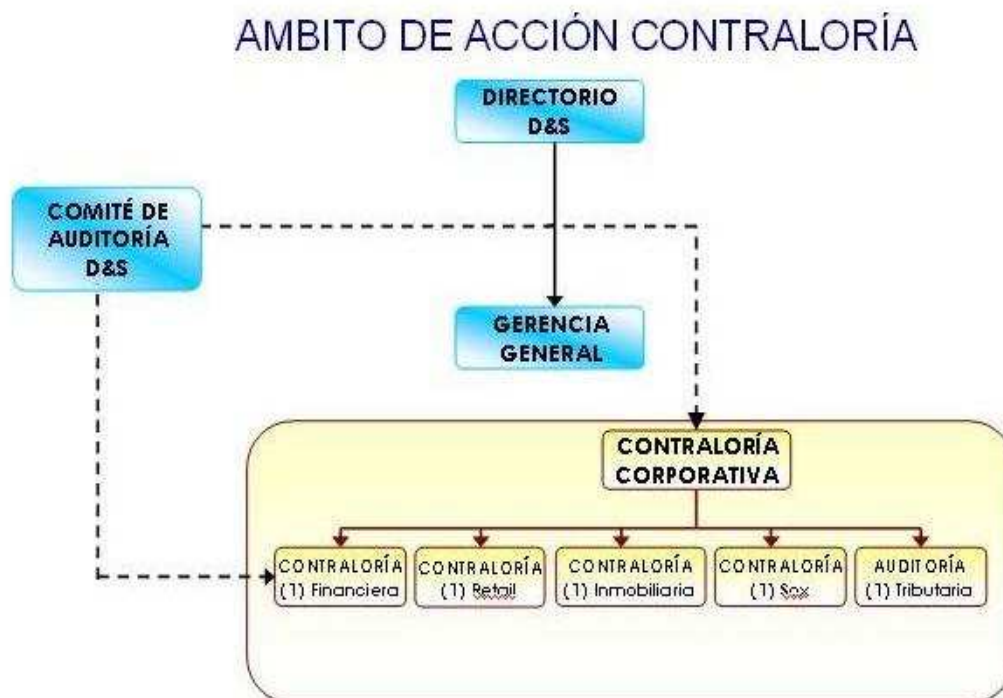 AMBITO DE ACCIÓN CONTRALORÍA
DIRECTORIO
D&S
COMITÉ DE
AUDITORÍA
D&S
GERENCIA
GENERAL
CONTRALORÍA
CORPORATIVA
CONTRALORÍA
(1) Financiera
CONTRALORÍA
(1) Retail
CONTRALORÍA
(1) Inmobiliaria
CONTRALORÍA
(1) Sox
AUDITORÍA
(1) Tributaria